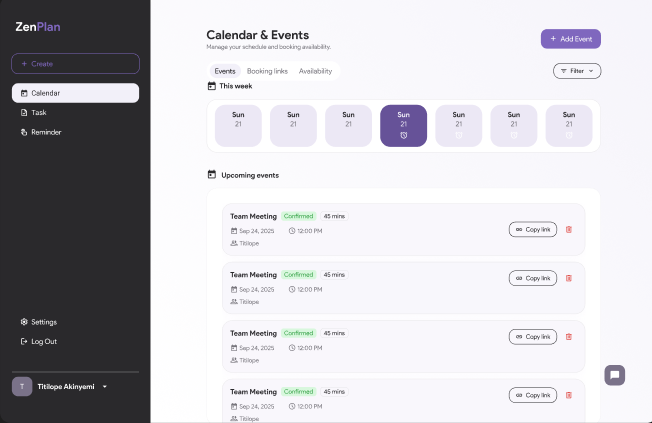 ZenPlan
+ Create
Calendar
Task
Reminder
Settings
Log Out
T Titilope Akinyemi
Calendar & Events
Manage your schedule and booking availability.
+ Add Event
Events Booking links Availability
Filter
This week
Sun Sun Sun Sun Sun Sun Sun
21 21 21 21 21 21 21
Upcoming events
Team Meeting Confirmed 45 mins
Sep 24, 2025 12:00 PM
Titilope
Copy link
Team Meeting Confirmed 45 mins
Sep 24, 2025 12:00 PM
Titilope
Copy link
Team Meeting Confirmed 45 mins
Sep 24, 2025 12:00 PM
Titilope
Copy link
Team Meeting Confirmed 45 mins
Sep 24, 2025 12:00 PM
Titilope
Copy link